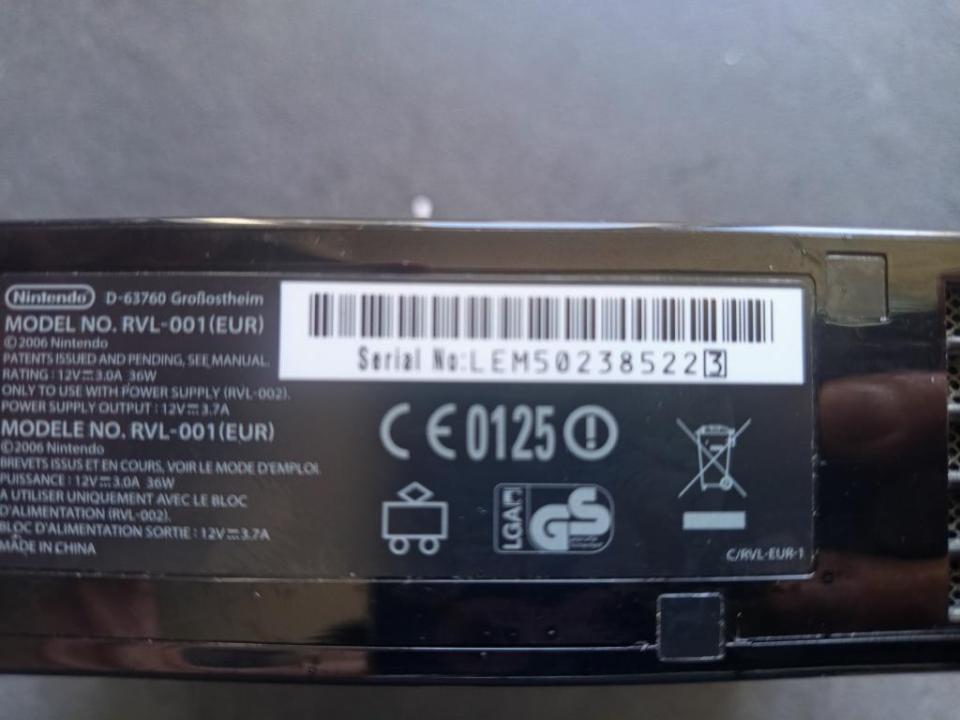 Nintendo D-63760 Großostheim
MODEL NO. RVL-001(EUR)
©2006 Nintendo
PATENTS ISSUED AND PENDING, SEE MANUAL.
RATING : 12V⎓3.0A 36W
ONLY TO USE WITH POWER SUPPLY (RVL-002).
POWER SUPPLY OUTPUT : 12V⎓3.7A
MODELE NO. RVL-001(EUR)
©2006 Nintendo
BREVETS ISSUS ET EN COURS, VOIR LE MODE D'EMPLOI.
PUISSANCE : 12V⎓3.0A 36W
A UTILISER UNIQUEMENT AVEC LE BLOC
D'ALIMENTATION (RVL-002).
BLOC D'ALIMENTATION SORTIE : 12V⎓3.7A
MADE IN CHINA
Serial No:LEM502385223
CE0125
LGA GS
C/RVL-EUR-1